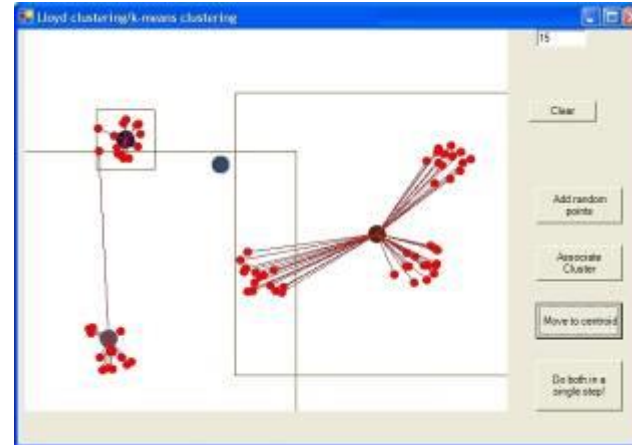 Lloyd clustering/k-means clustering
15
Clear
Add random
points
Associate
Cluster
Move to centroid
Do both in a
single step!